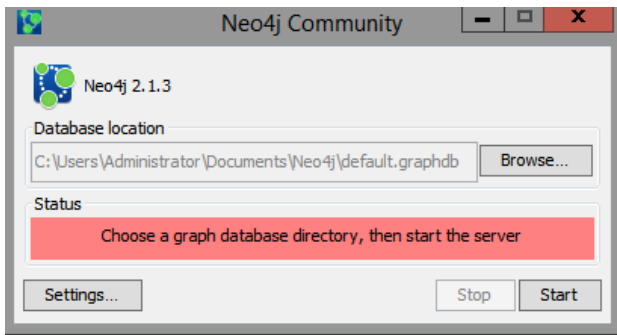 Neo4j Community
Neo4j 2.1.3
Database location
C:\Users\Administrator\Documents\Neo4j\default.graphdb Browse...
Status
Choose a graph database directory, then start the server
Settings... Stop Start